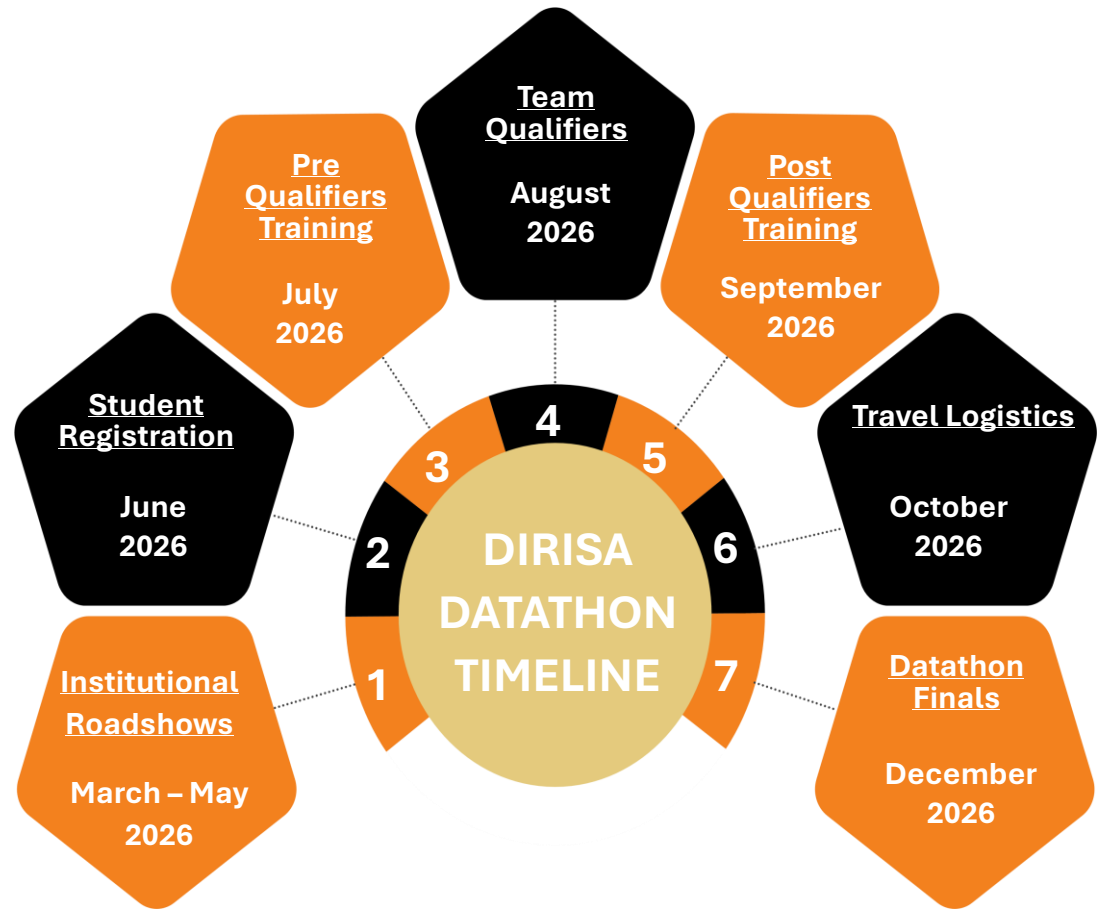 Team
Qualifiers
August
2026
Pre
Qualifiers
Training
July
2026
Post
Qualifiers
Training
September
2026
Student
Registration
June
2026
Travel Logistics
October
2026
Institutional
Roadshows
March – May
2026
Datathon
Finals
December
2026
1
2
3
4
5
6
7
DIRISA
DATATHON
TIMELINE